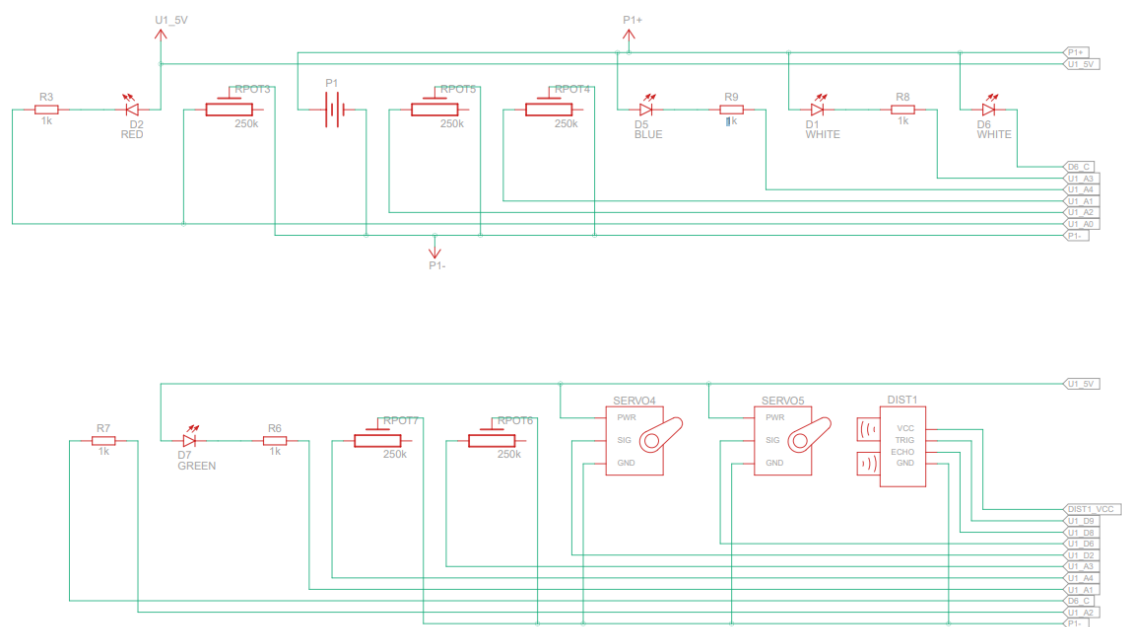 U1_5V
P1+
P1+
U1_5V
R3
1k
D2
RED
RPOT3
250k
P1
RPOT5
250k
RPOT4
250k
D5
BLUE
R9
1k
D1
WHITE
R8
1k
D6
WHITE
D6_C
U1_A3
U1_A4
U1_A1
U1_A2
U1_A0
P1-
P1-
U1_5V
R7
1k
D7
GREEN
R6
1k
RPOT7
250k
RPOT6
250k
SERVO4
PWR
SIG
GND
SERVO5
PWR
SIG
GND
DIST1
VCC
TRIG
ECHO
GND
DIST1_VCC
U1_D9
U1_D8
U1_D6
U1_D2
U1_A3
U1_A4
U1_A1
D6_C
U1_A2
P1-